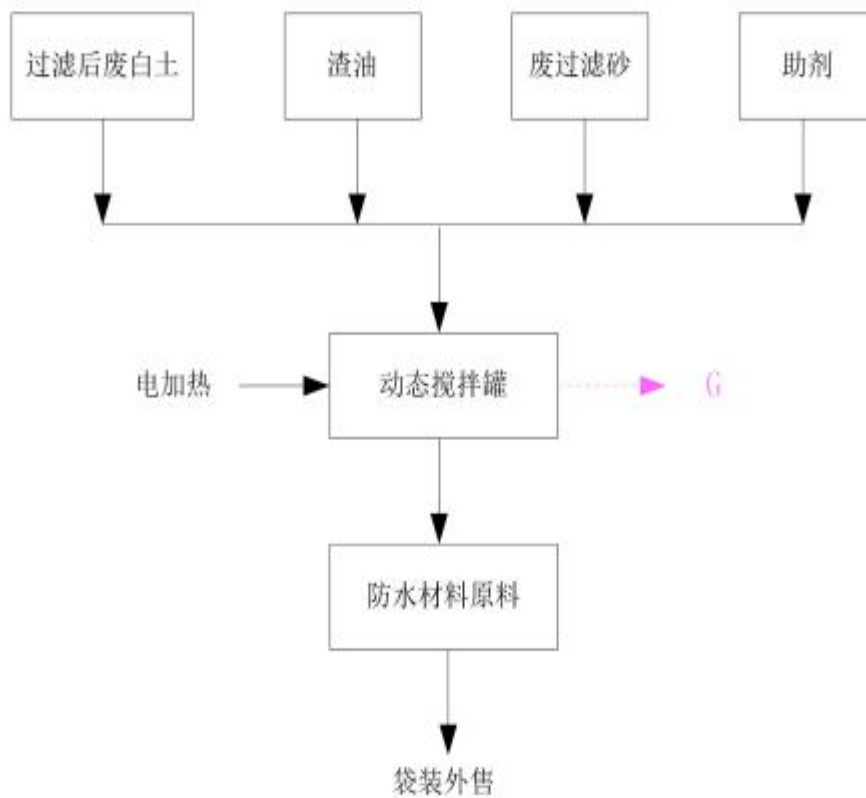 过滤后废白土
渣油
废过滤砂
助剂
电加热
动态搅拌罐
G
防水材料原料
袋装外售